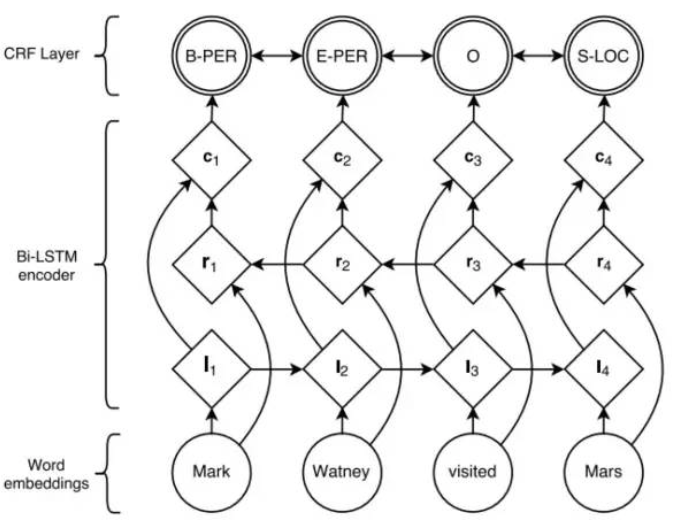 CRF Layer
B-PER
E-PER
O
S-LOC
c1
c2
c3
c4
Bi-LSTM
encoder
r1
r2
r3
r4
l1
l2
l3
l4
Word
embeddings
Mark
Watney
visited
Mars